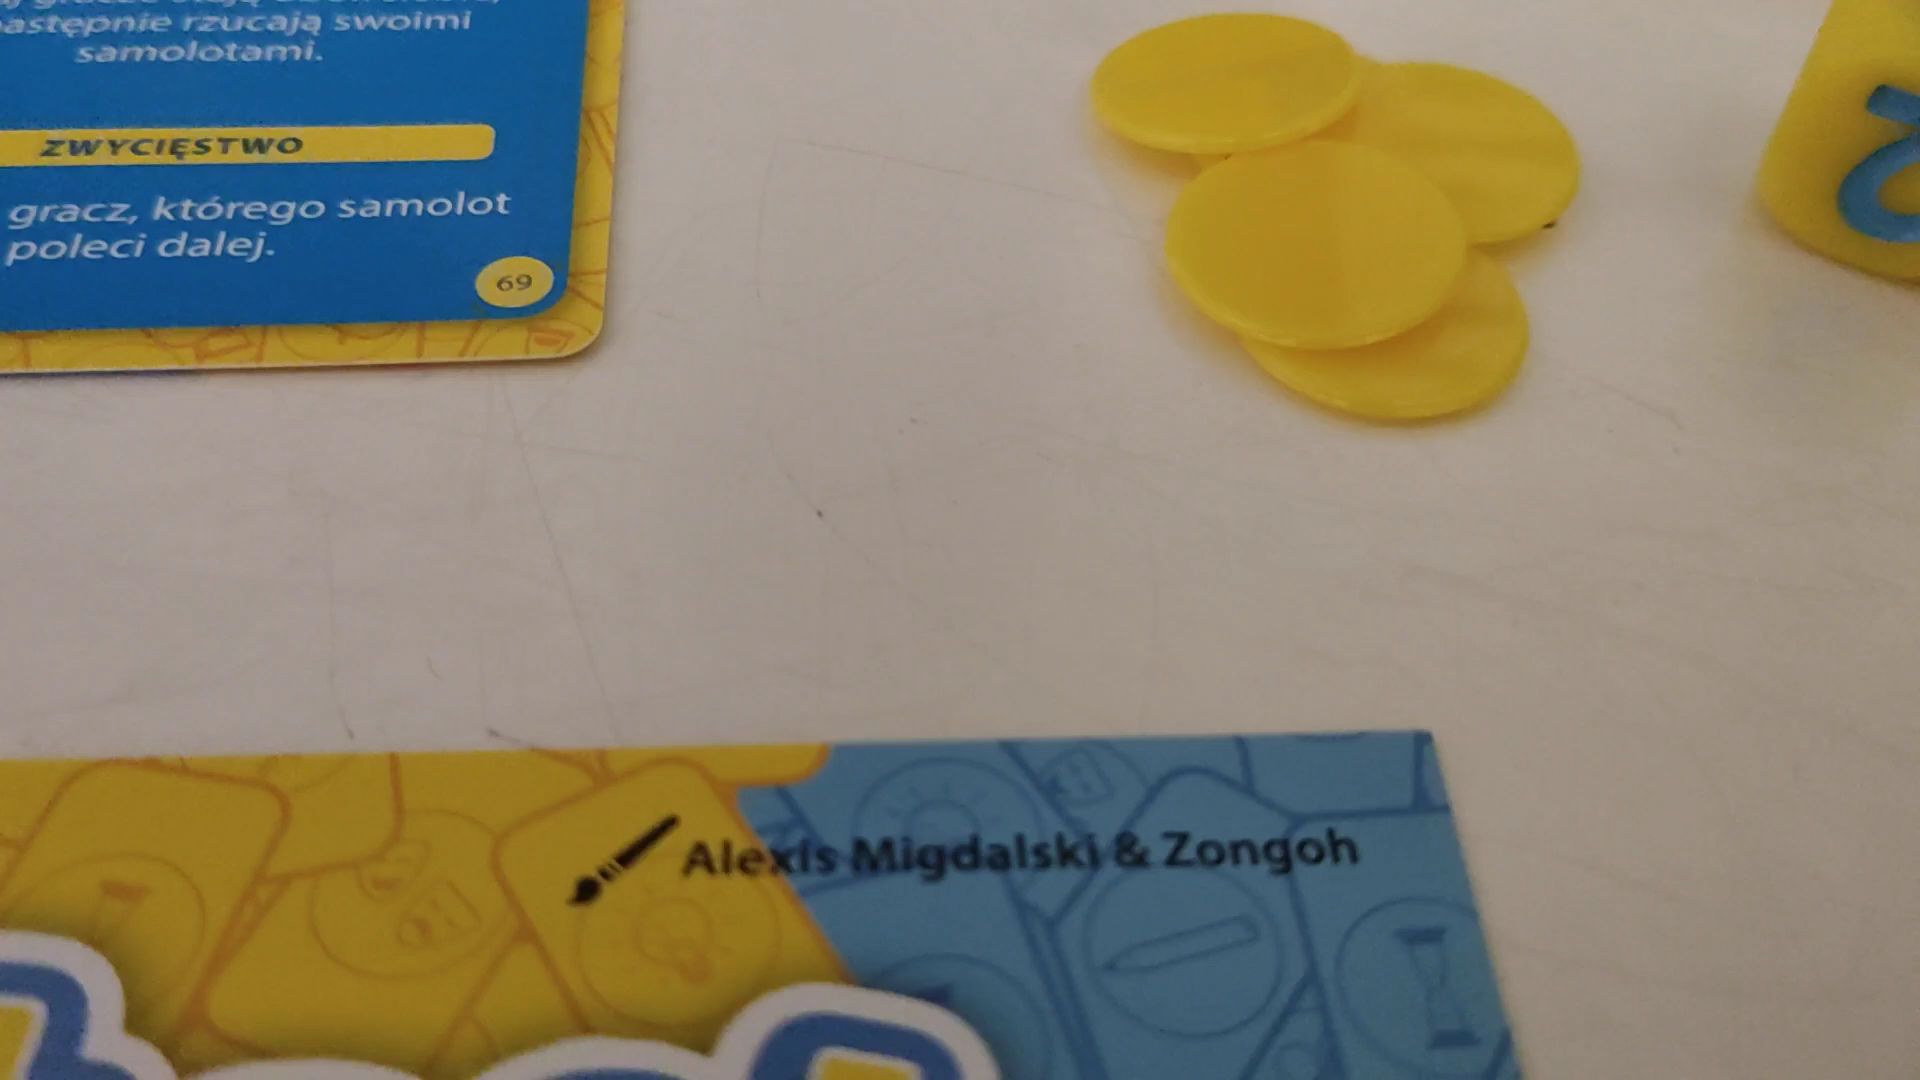 następnie rzucają swoimi
samolotami.
ZWYCIĘSTWO
gracz, którego samolot
poleci dalej.
69
Alexis Migdalski & Zongoh